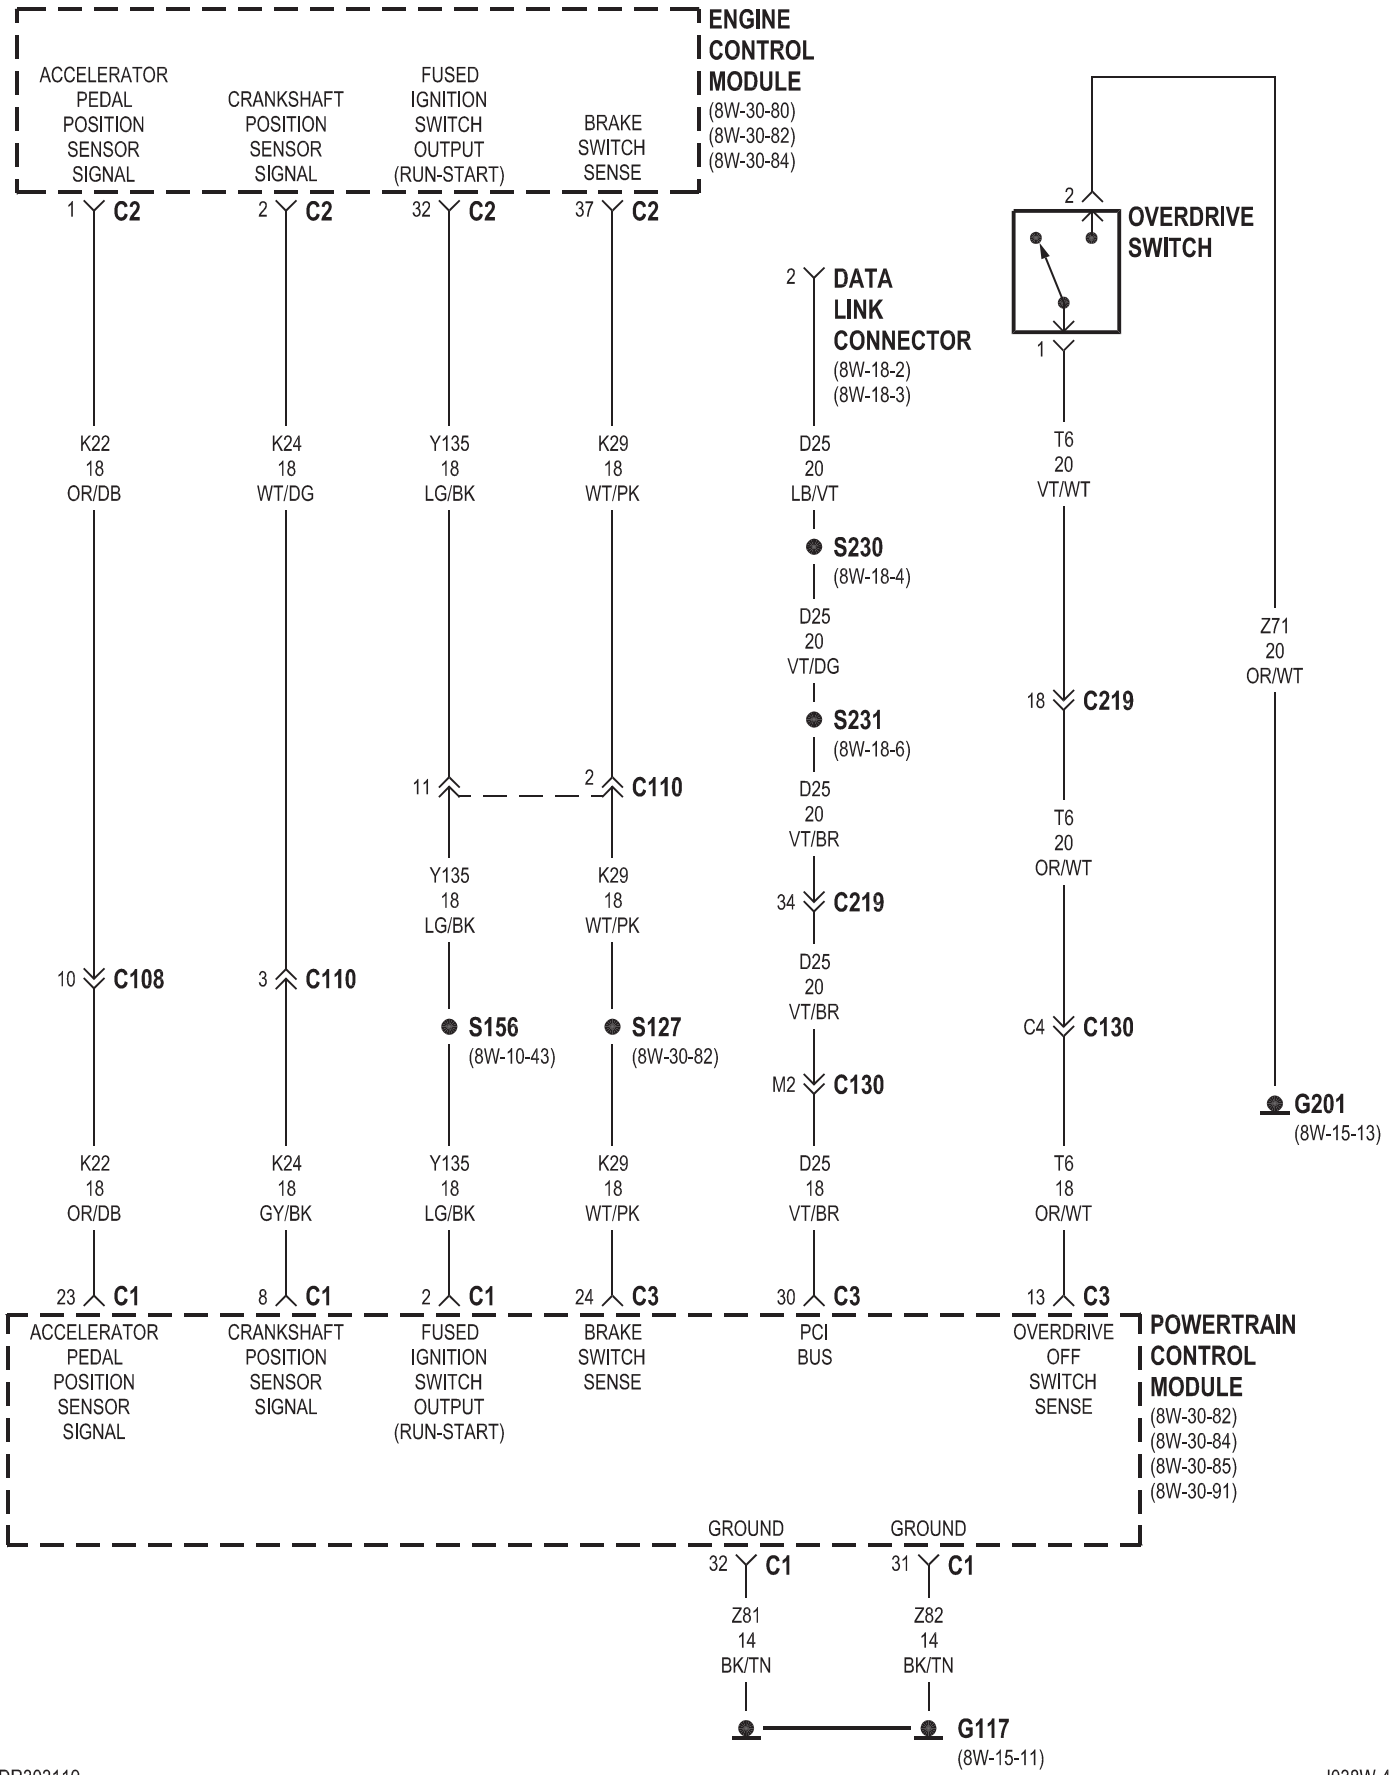 ENGINE
CONTROL
MODULE
(8W-30-80)
(8W-30-82)
(8W-30-84)
ACCELERATOR
PEDAL
POSITION
SENSOR
SIGNAL
CRANKSHAFT
POSITION
SENSOR
SIGNAL
FUSED
IGNITION
SWITCH
OUTPUT
(RUN-START)
BRAKE
SWITCH
SENSE
1 C2
2 C2
32 C2
37 C2
2
OVERDRIVE
SWITCH
1
2 DATA
LINK
CONNECTOR
(8W-18-2)
(8W-18-3)
K22
18
OR/DB
K24
18
WT/DG
Y135
18
LG/BK
K29
18
WT/PK
D25
20
LB/VT
T6
20
VT/WT
S230
(8W-18-4)
D25
20
VT/DG
Z71
20
OR/WT
S231
(8W-18-6)
18 C219
11
2 C110
D25
20
VT/BR
T6
20
OR/WT
Y135
18
LG/BK
K29
18
WT/PK
34 C219
10 C108
3 C110
D25
20
VT/BR
S156
(8W-10-43)
S127
(8W-30-82)
C4 C130
M2 C130
G201
(8W-15-13)
K22
18
OR/DB
K24
18
GY/BK
Y135
18
LG/BK
K29
18
WT/PK
D25
18
VT/BR
T6
18
OR/WT
23 C1
8 C1
2 C1
24 C3
30 C3
13 C3
ACCELERATOR
PEDAL
POSITION
SENSOR
SIGNAL
CRANKSHAFT
POSITION
SENSOR
SIGNAL
FUSED
IGNITION
SWITCH
OUTPUT
(RUN-START)
BRAKE
SWITCH
SENSE
PCI
BUS
OVERDRIVE
OFF
SWITCH
SENSE
POWERTRAIN
CONTROL
MODULE
(8W-30-82)
(8W-30-84)
(8W-30-85)
(8W-30-91)
GROUND
GROUND
32 C1
31 C1
Z81
14
BK/TN
Z82
14
BK/TN
G117
(8W-15-11)